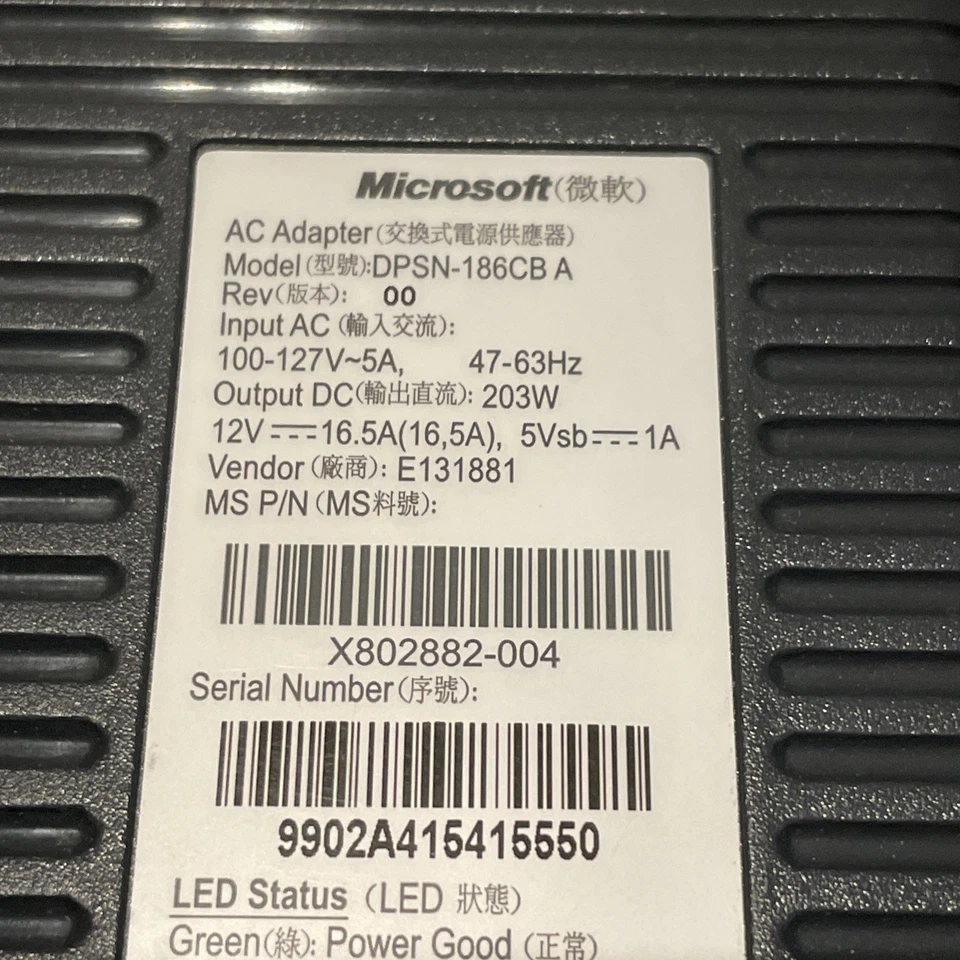 Microsoft(微軟)
AC Adapter(交換式電源供應器)
Model(型號):DPSN-186CB A
Rev(版本): 00
Input AC (輸入交流):
100-127V~5A, 47-63Hz
Output DC(輸出直流): 203W
12V⎓16.5A(16,5A), 5Vsb⎓1A
Vendor (廠商): E131881
MS P/N (MS料號):
X802882-004
Serial Number(序號):
9902A415415550
LED Status (LED 狀態)
Green(綠): Power Good (正常)